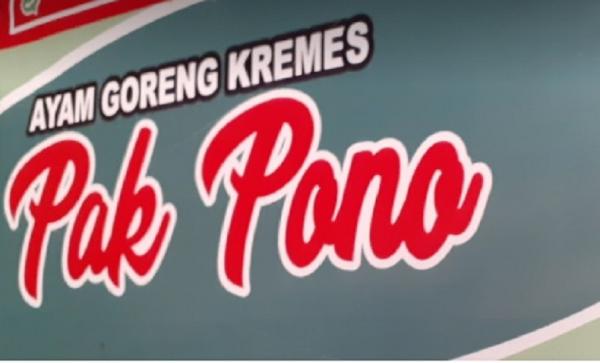 AYAM GORENG KREMES
Pak Pono